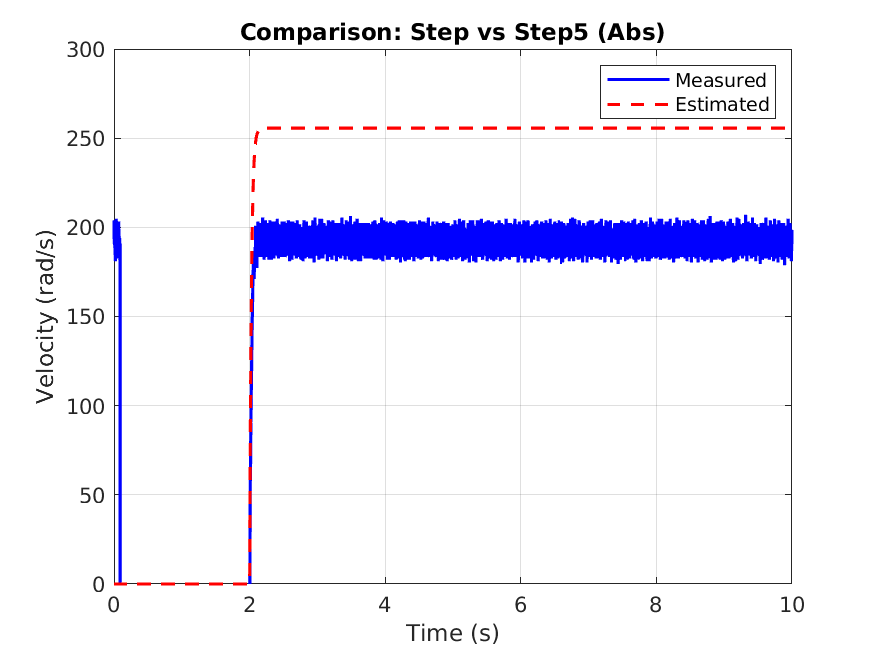 Comparison: Step vs Step5 (Abs)
Measured
Estimated
300
250
200
150
100
50
0
Velocity (rad/s)
0 2 4 6 8 10
Time (s)